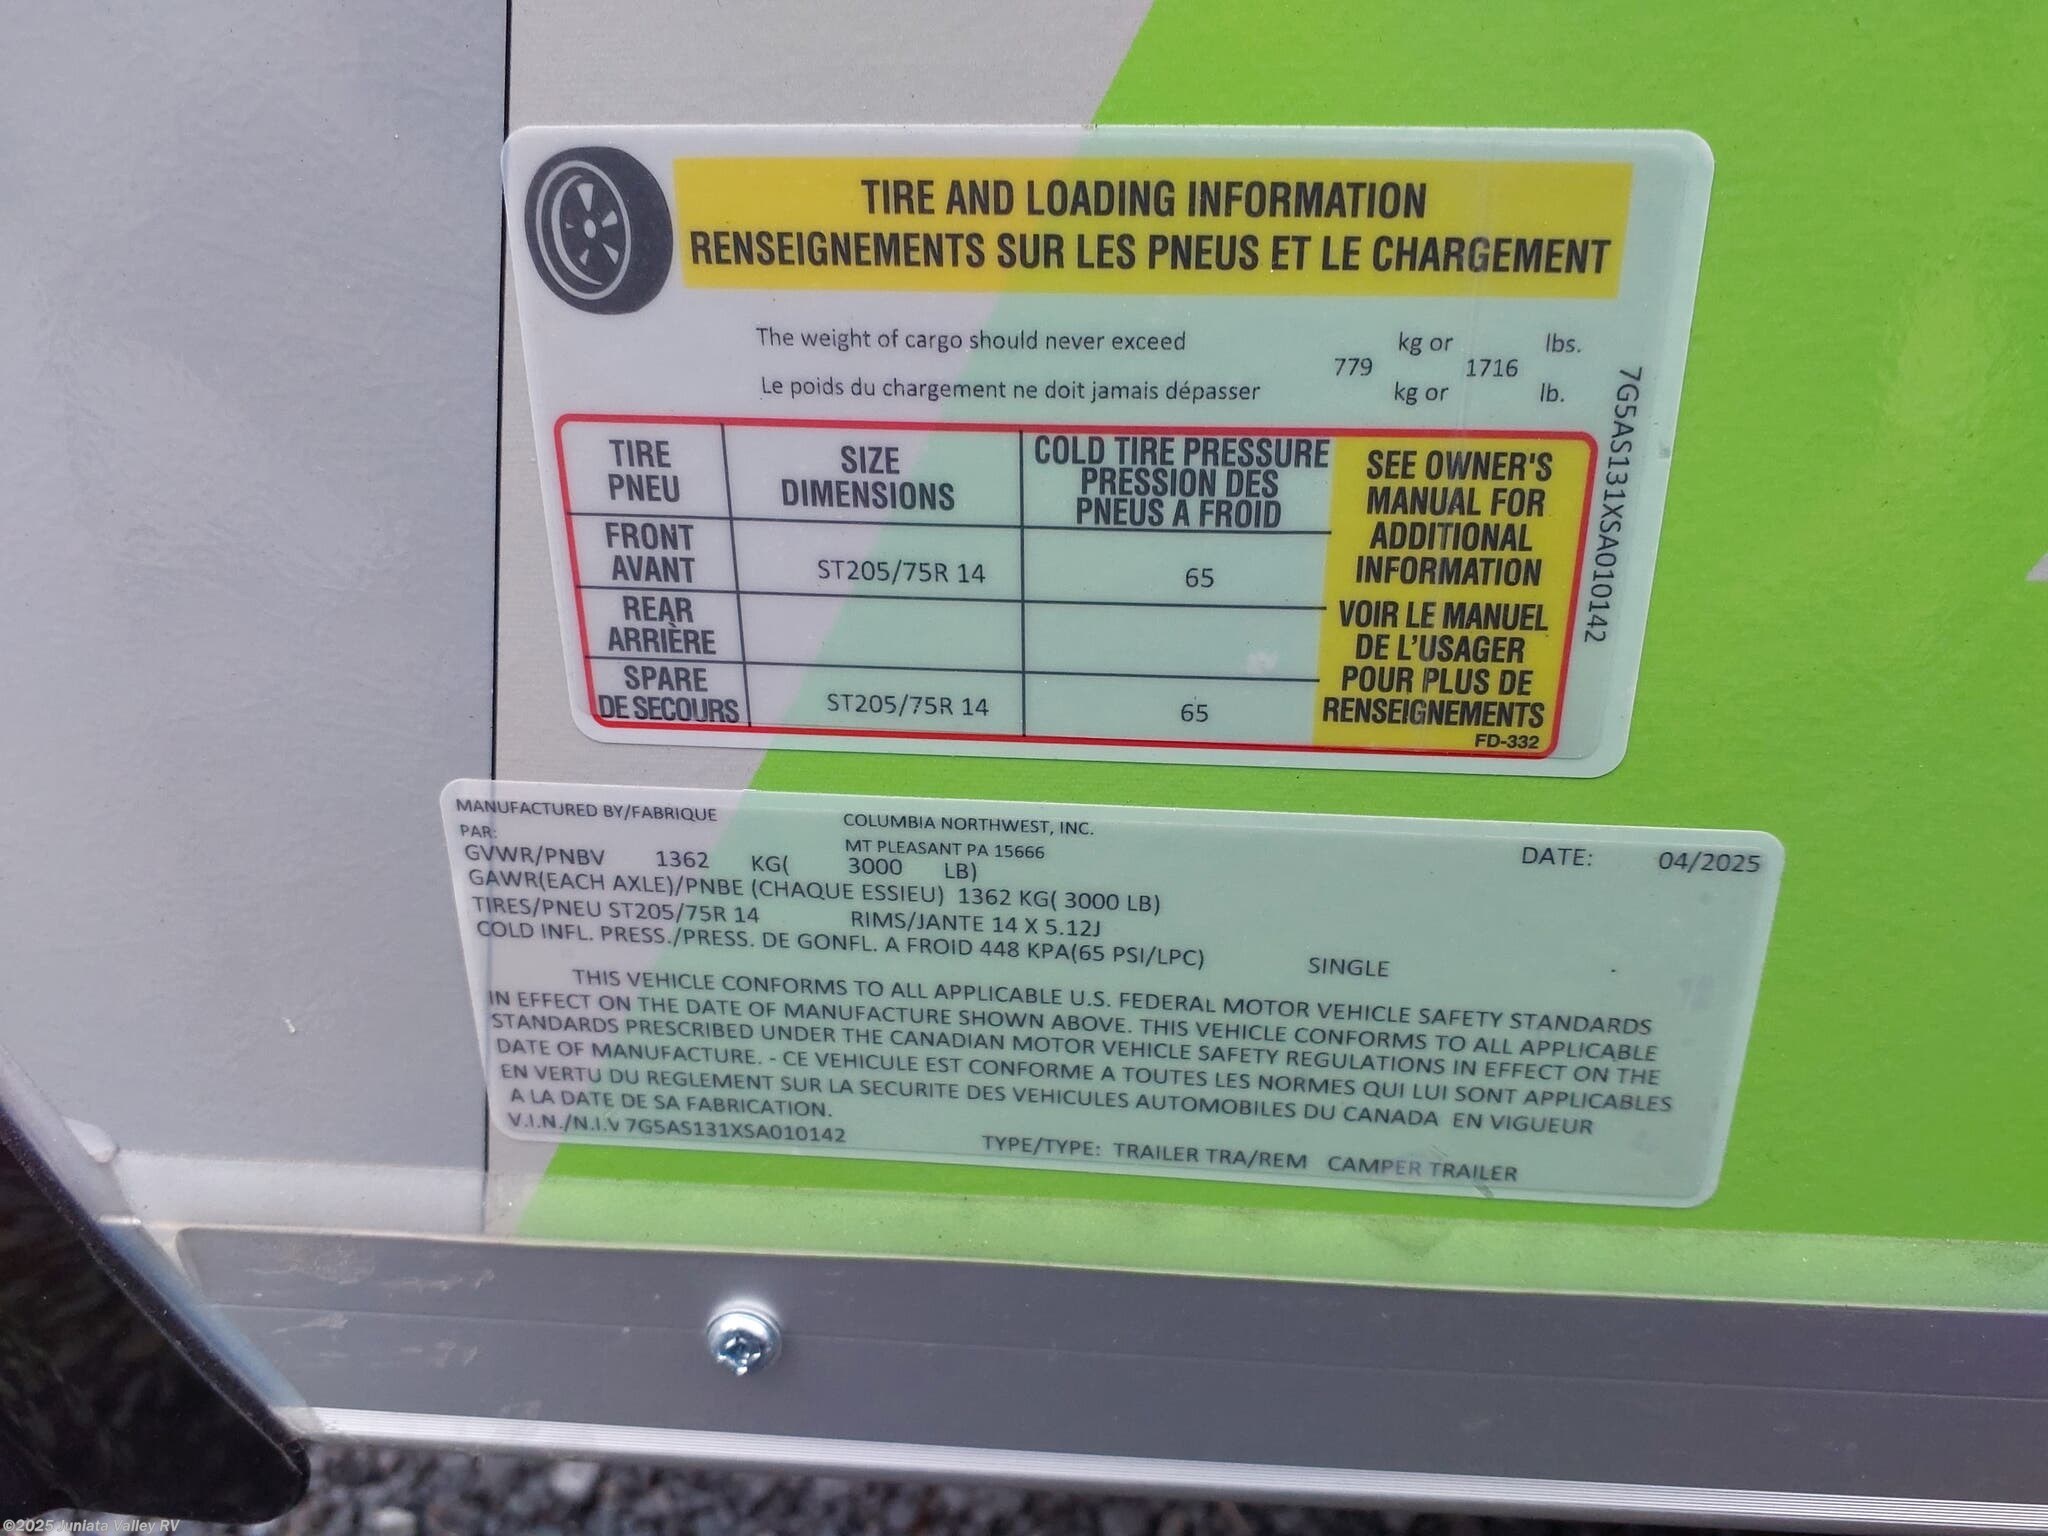 TIRE AND LOADING INFORMATION
RENSEIGNEMENTS SUR LES PNEUS ET LE CHARGEMENT
The weight of cargo should never exceed kg or lbs.
779 1716
Le poids du chargement ne doit jamais dépasser kg or lb.
TIRE PNEU SIZE DIMENSIONS COLD TIRE PRESSURE PRESSION DES PNEUS A FROID
FRONT AVANT ST205/75R 14 65
REAR ARRIÈRE
SPARE DE SECOURS ST205/75R 14 65
SEE OWNER'S
MANUAL FOR
ADDITIONAL
INFORMATION
VOIR LE MANUEL
DE L'USAGER
POUR PLUS DE
RENSEIGNEMENTS
FD-332
7G5AS131XSA010142
MANUFACTURED BY/FABRIQUE COLUMBIA NORTHWEST, INC.
PAR: MT PLEASANT PA 15666 DATE: 04/2025
GVWR/PNBV 1362 KG( 3000 LB)
GAWR(EACH AXLE)/PNBE (CHAQUE ESSIEU) 1362 KG( 3000 LB)
TIRES/PNEU ST205/75R 14 RIMS/JANTE 14 X 5.12J
COLD INFL. PRESS./PRESS. DE GONFL. A FROID 448 KPA(65 PSI/LPC) SINGLE
THIS VEHICLE CONFORMS TO ALL APPLICABLE U.S. FEDERAL MOTOR VEHICLE SAFETY STANDARDS
IN EFFECT ON THE DATE OF MANUFACTURE SHOWN ABOVE. THIS VEHICLE CONFORMS TO ALL APPLICABLE
STANDARDS PRESCRIBED UNDER THE CANADIAN MOTOR VEHICLE SAFETY REGULATIONS IN EFFECT ON THE
DATE OF MANUFACTURE. - CE VEHICULE EST CONFORME A TOUTES LES NORMES QUI LUI SONT APPLICABLES
EN VERTU DU REGLEMENT SUR LA SECURITE DES VEHICULES AUTOMOBILES DU CANADA EN VIGUEUR
A LA DATE DE SA FABRICATION.
V.I.N./N.I.V 7G5AS131XSA010142 TYPE/TYPE: TRAILER TRA/REM CAMPER TRAILER
©2025 Juniata Valley RV